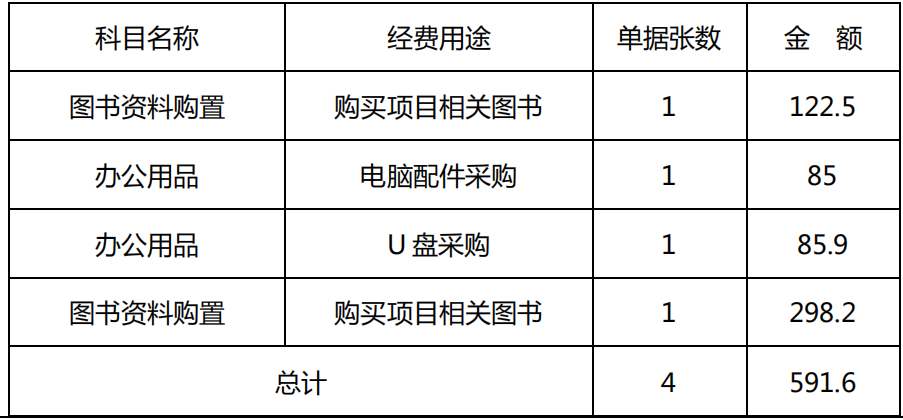 科目名称 经费用途 单据张数 金 额
图书资料购置 购买项目相关图书 1 122.5
办公用品 电脑配件采购 1 85
办公用品 U 盘采购 1 85.9
图书资料购置 购买项目相关图书 1 298.2
总计 4 591.6